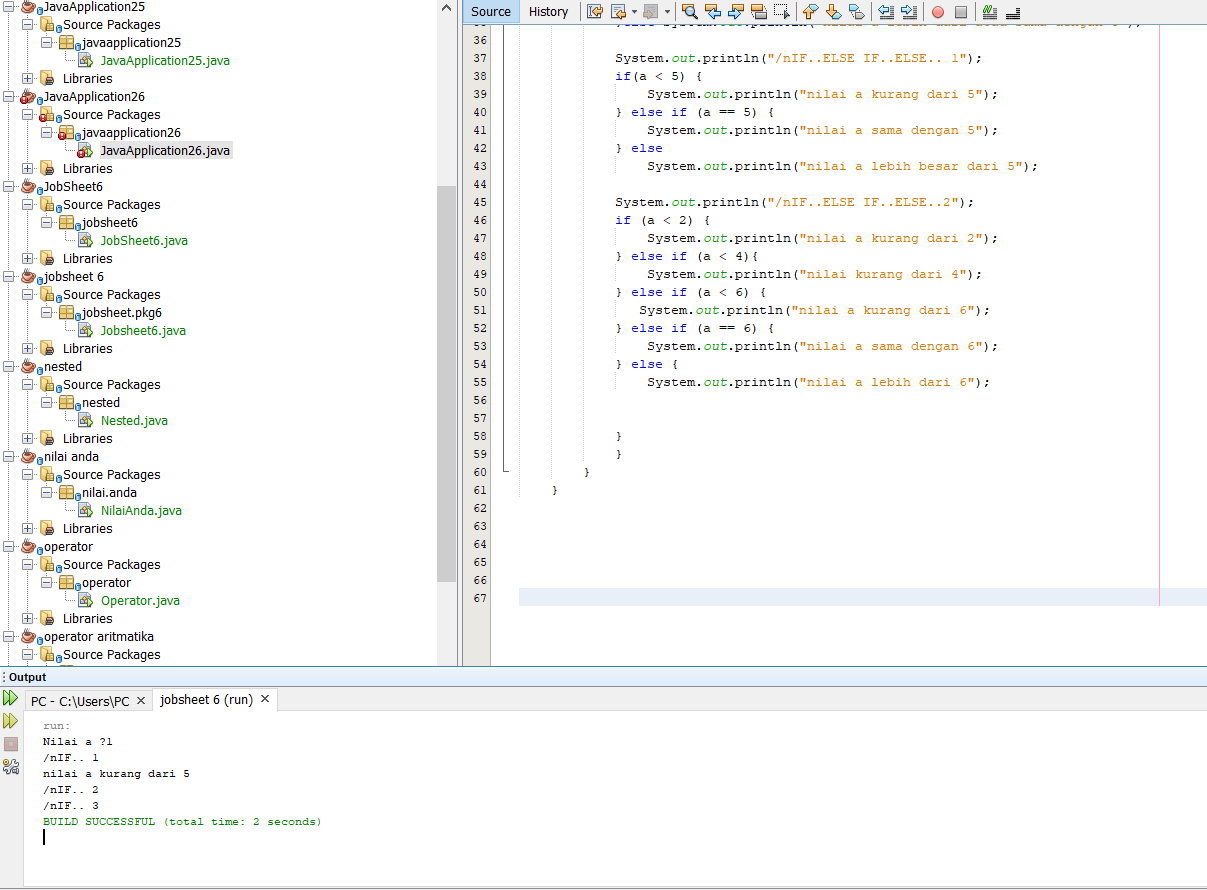 JavaApplication25
Source Packages
javaapplication25
JavaApplication25.java
Libraries
JavaApplication26
Source Packages
javaapplication26
JavaApplication26.java
Libraries
JobSheet6
Source Packages
jobsheet6
JobSheet6.java
Libraries
jobsheet 6
Source Packages
jobsheet.pkg6
Jobsheet6.java
Libraries
nested
Source Packages
nested
Nested.java
Libraries
nilai anda
Source Packages
nilai.anda
NilaiAnda.java
Libraries
operator
Source Packages
operator
Operator.java
Libraries
operator aritmatika
Source Packages
Source History
36
37 System.out.println("/nIF..ELSE IF..ELSE.. 1");
38 if(a < 5) {
39 System.out.println("nilai a kurang dari 5");
40 } else if (a == 5) {
41 System.out.println("nilai a sama dengan 5");
42 } else
43 System.out.println("nilai a lebih besar dari 5");
44
45 System.out.println("/nIF..ELSE IF..ELSE..2");
46 if (a < 2) {
47 System.out.println("nilai a kurang dari 2");
48 } else if (a < 4){
49 System.out.println("nilai kurang dari 4");
50 } else if (a < 6) {
51 System.out.println("nilai a kurang dari 6");
52 } else if (a == 6) {
53 System.out.println("nilai a sama dengan 6");
54 } else {
55 System.out.println("nilai a lebih dari 6");
56
57
58 }
59 }
60 }
61 }
62
63
64
65
66
67
Output
PC - C:\Users\PC jobsheet 6 (run)
run:
Nilai a ?1
/nIF.. 1
nilai a kurang dari 5
/nIF.. 2
/nIF.. 3
BUILD SUCCESSFUL (total time: 2 seconds)